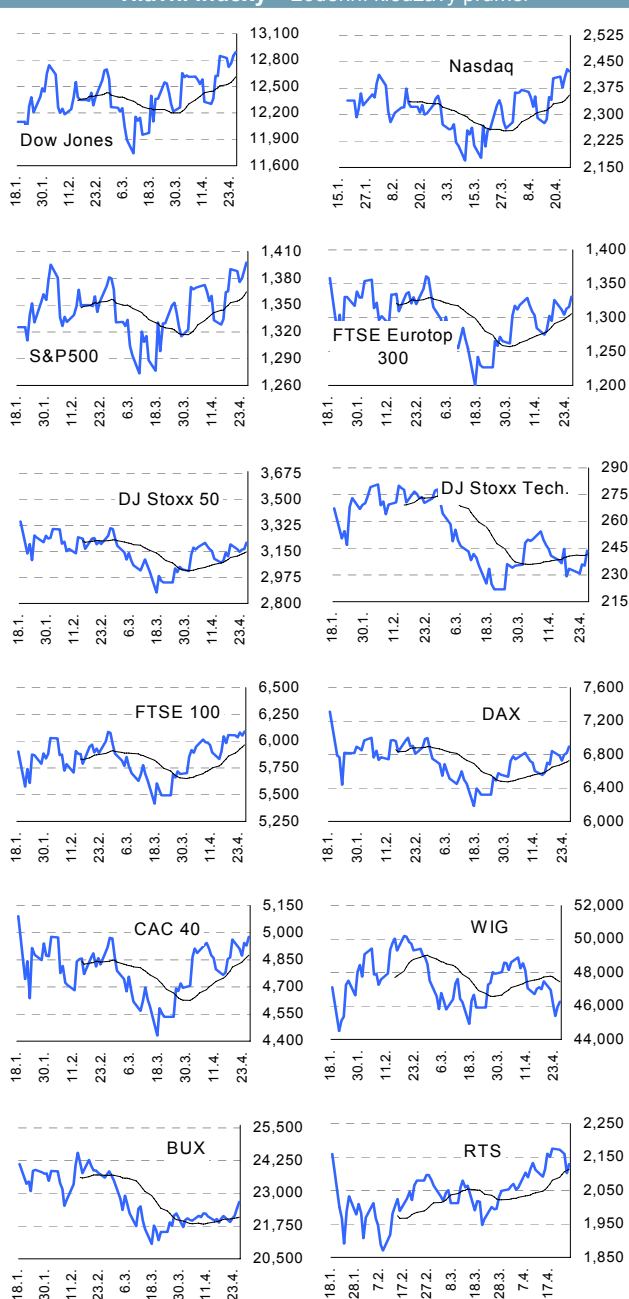 13,100
12,500
12,200
11,900
11,600
12,800
Dow Jones
18.1. 30.1. 11.2. 23.2. 6.3. 18.3. 30.3. 11.4. 23.4.
2,525
2,450
2,375
2,300
2,225
2,150
Nasdaq
15.1. 27.1. 8.2. 20.2. 3.3. 15.3. 27.3. 8.4. 20.4.
1,410
1,380
1,350
1,320
1,290
1,260
S&P500
18.1. 30.1. 11.2. 23.2. 6.3. 18.3. 30.3. 11.4. 23.4.
1,400
1,350
1,300
1,250
1,200
FTSE Eurotop
300
18.1. 30.1. 11.2. 23.2. 6.3. 18.3. 30.3. 11.4. 23.4.
3,675
3,500
3,325
3,150
2,975
2,800
DJ Stoxx 50
18.1. 30.1. 11.2. 23.2. 6.3. 18.3. 30.3. 11.4. 23.4.
290
275
260
245
230
215
DJ Stoxx Tech.
18.1. 30.1. 11.2. 23.2. 6.3. 18.3. 30.3. 11.4. 23.4.
6,500
6,250
6,000
5,750
5,500
5,250
FTSE 100
18.1. 30.1. 11.2. 23.2. 6.3. 18.3. 30.3. 11.4. 23.4.
7,600
7,200
6,800
6,400
6,000
DAX
18.1. 30.1. 11.2. 23.2. 6.3. 18.3. 30.3. 11.4. 23.4.
5,150
5,000
4,850
4,700
4,550
4,400
CAC 40
18.1. 30.1. 11.2. 23.2. 6.3. 18.3. 30.3. 11.4. 23.4.
52,000
50,000
48,000
46,000
44,000
WIG
18.1. 30.1. 11.2. 23.2. 6.3. 18.3. 30.3. 11.4. 23.4.
25,500
24,250
23,000
21,750
20,500
BUX
18.1. 30.1. 11.2. 23.2. 6.3. 18.3. 30.3. 11.4. 23.4.
2,250
2,150
2,050
1,950
1,850
RTS
18.1. 28.1. 7.2. 17.2. 27.2. 8.3. 18.3. 28.3. 7.4. 17.4.